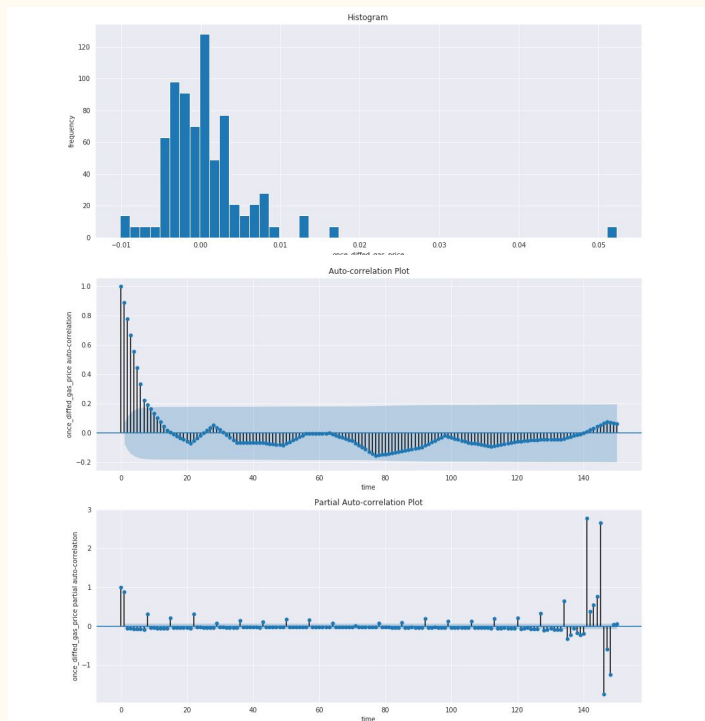 Histogram
120
100
80
60
40
20
0
frequency
−0.01 0.00 0.01 0.02 0.03 0.04 0.05
once_diffed_gas_price
Auto-correlation Plot
1.0
0.8
0.6
0.4
0.2
0.0
−0.2
once_diffed_gas_price auto-correlation
0 20 40 60 80 100 120 140
time
Partial Auto-correlation Plot
3
2
1
0
−1
once_diffed_gas_price partial auto-correlation
0 20 40 60 80 100 120 140
time